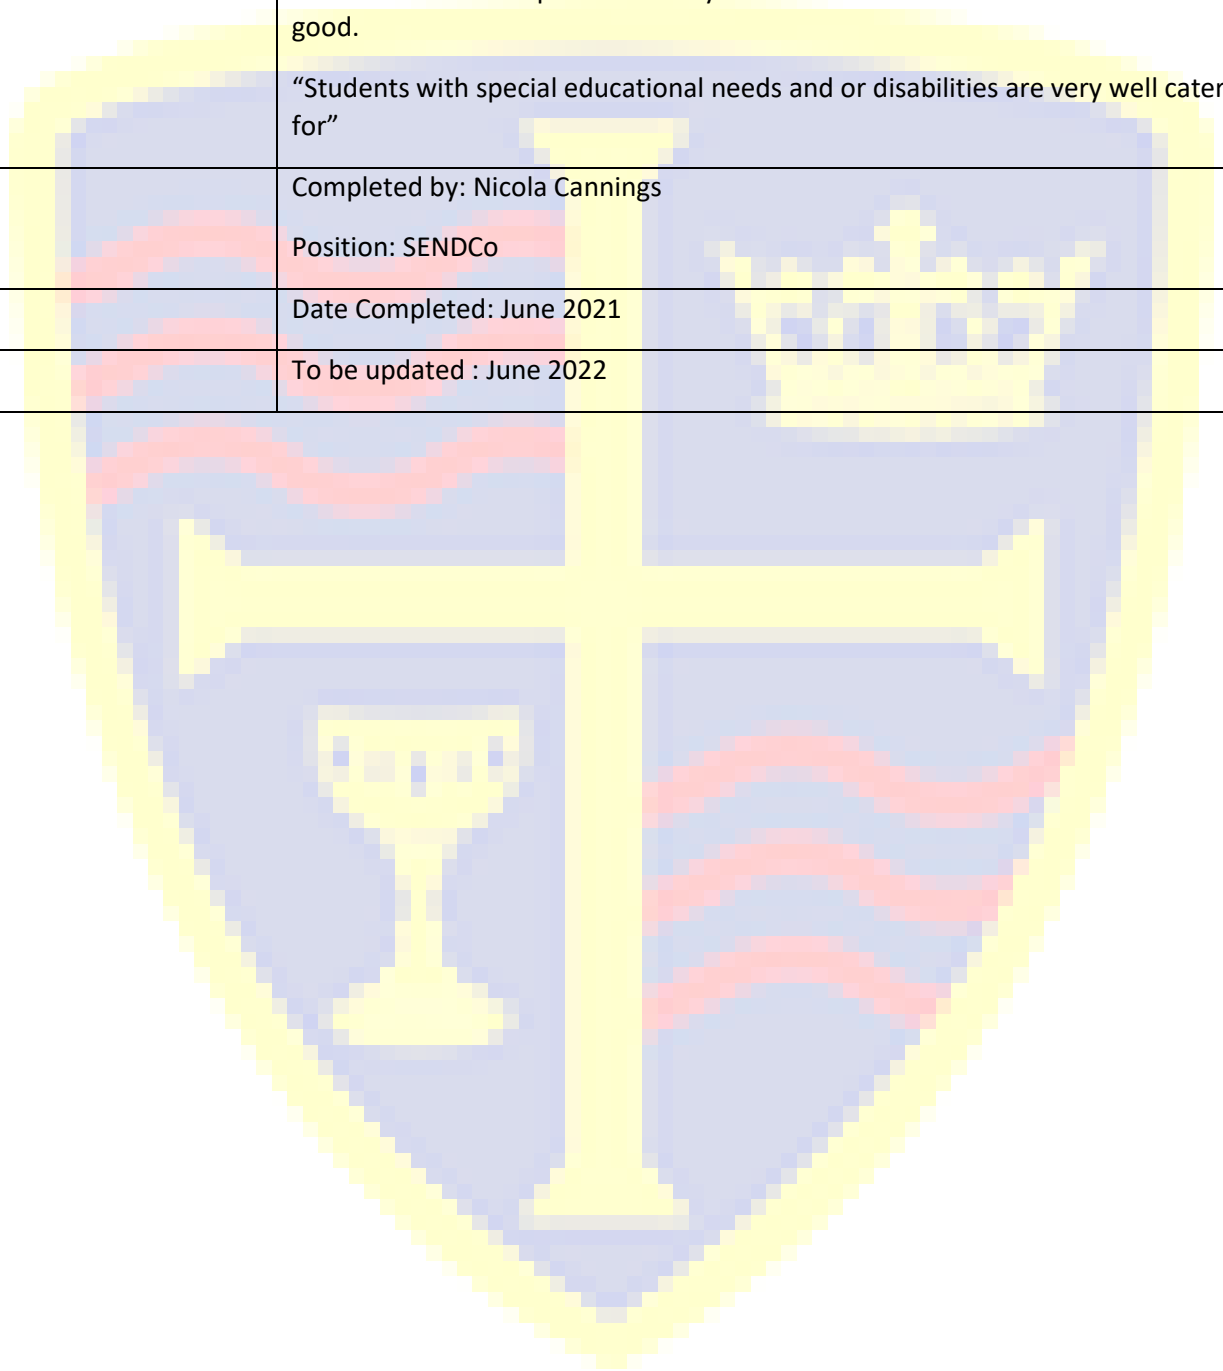 good.
“Students with special educational needs and or disabilities are very well cater
for”
Completed by: Nicola Cannings
Position: SENDCo
Date Completed: June 2021
To be updated : June 2022